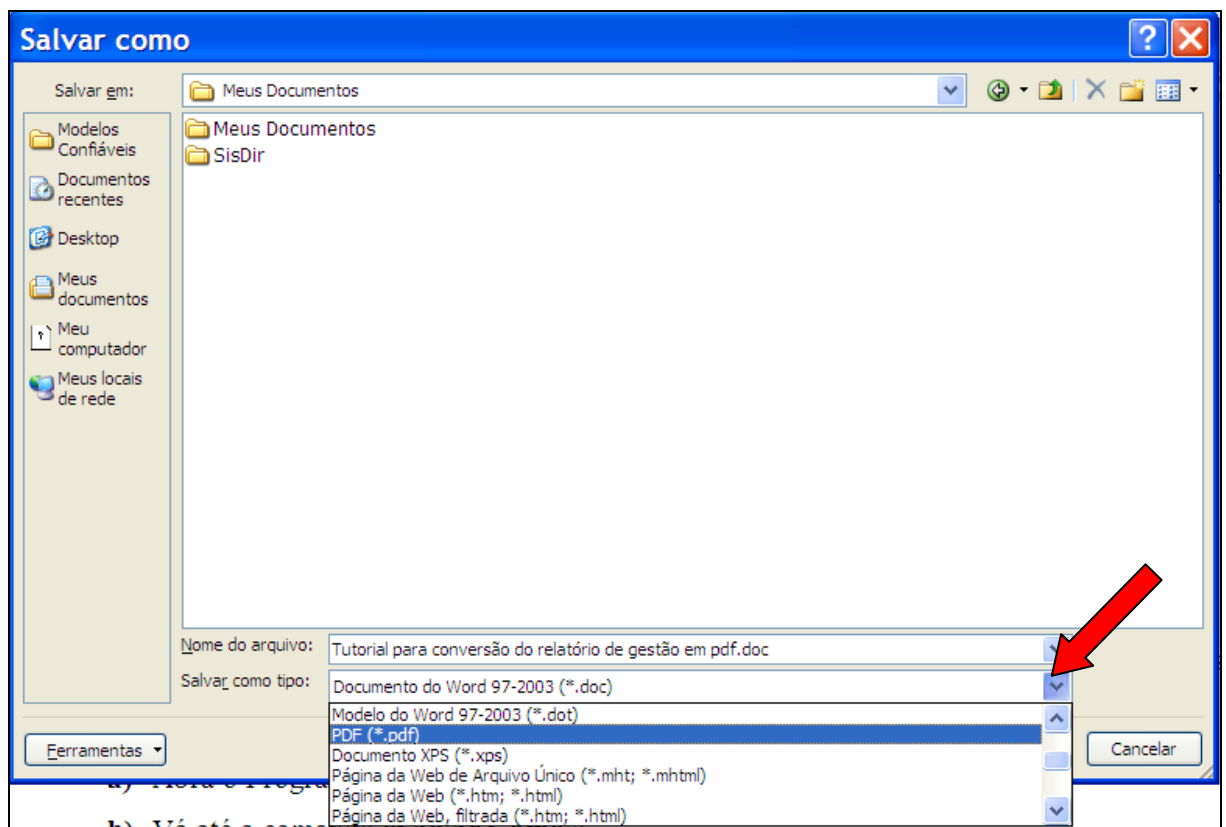 Salvar como
Salvar em:
Meus Documentos
Modelos
Confiáveis
Documentos
recentes
Desktop
Meus
documentos
Meu
computador
Meus locais
de rede
Meus Documentos
SisDir
Nome do arquivo:
Tutorial para conversão do relatório de gestão em pdf.doc
Salvar como tipo:
Documento do Word 97-2003 (*.doc)
Modelo do Word 97-2003 (*.dot)
PDF (*.pdf)
Documento XPS (*.xps)
Página da Web de Arquivo Único (*.mht; *.mhtml)
Página da Web (*.htm; *.html)
Página da Web, filtrada (*.htm; *.html)
Ferramentas
Cancelar